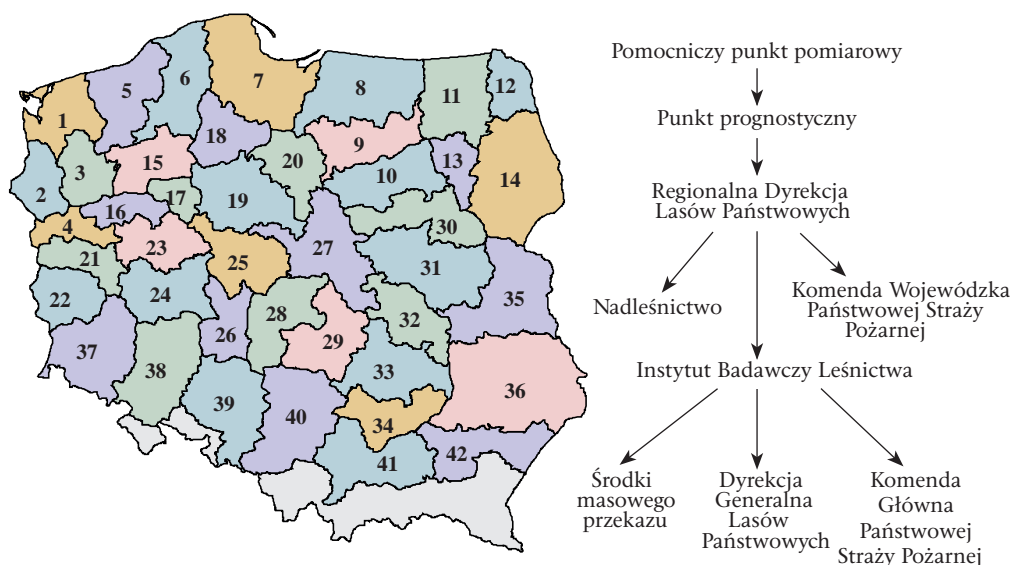 1
2
3
4
5
6
7
8
9
10
11
12
13
14
15
16
17
18
19
20
21
22
23
24
25
26
27
28
29
30
31
32
33
34
35
36
37
38
39
40
41
42
Pomocniczy punkt pomiarowy
Punkt prognostyczny
Regionalna Dyrekcja
Lasów Państwowych
Nadleśnictwo
Komenda Wojewódzka
Państwowej Straży
Pożarnej
Instytut Badawczy Leśnictwa
Środki
masowego
przekazu
Dyrekcja
Generalna
Lasów
Państwowych
Komenda
Główna
Państwowej
Straży Pożarnej